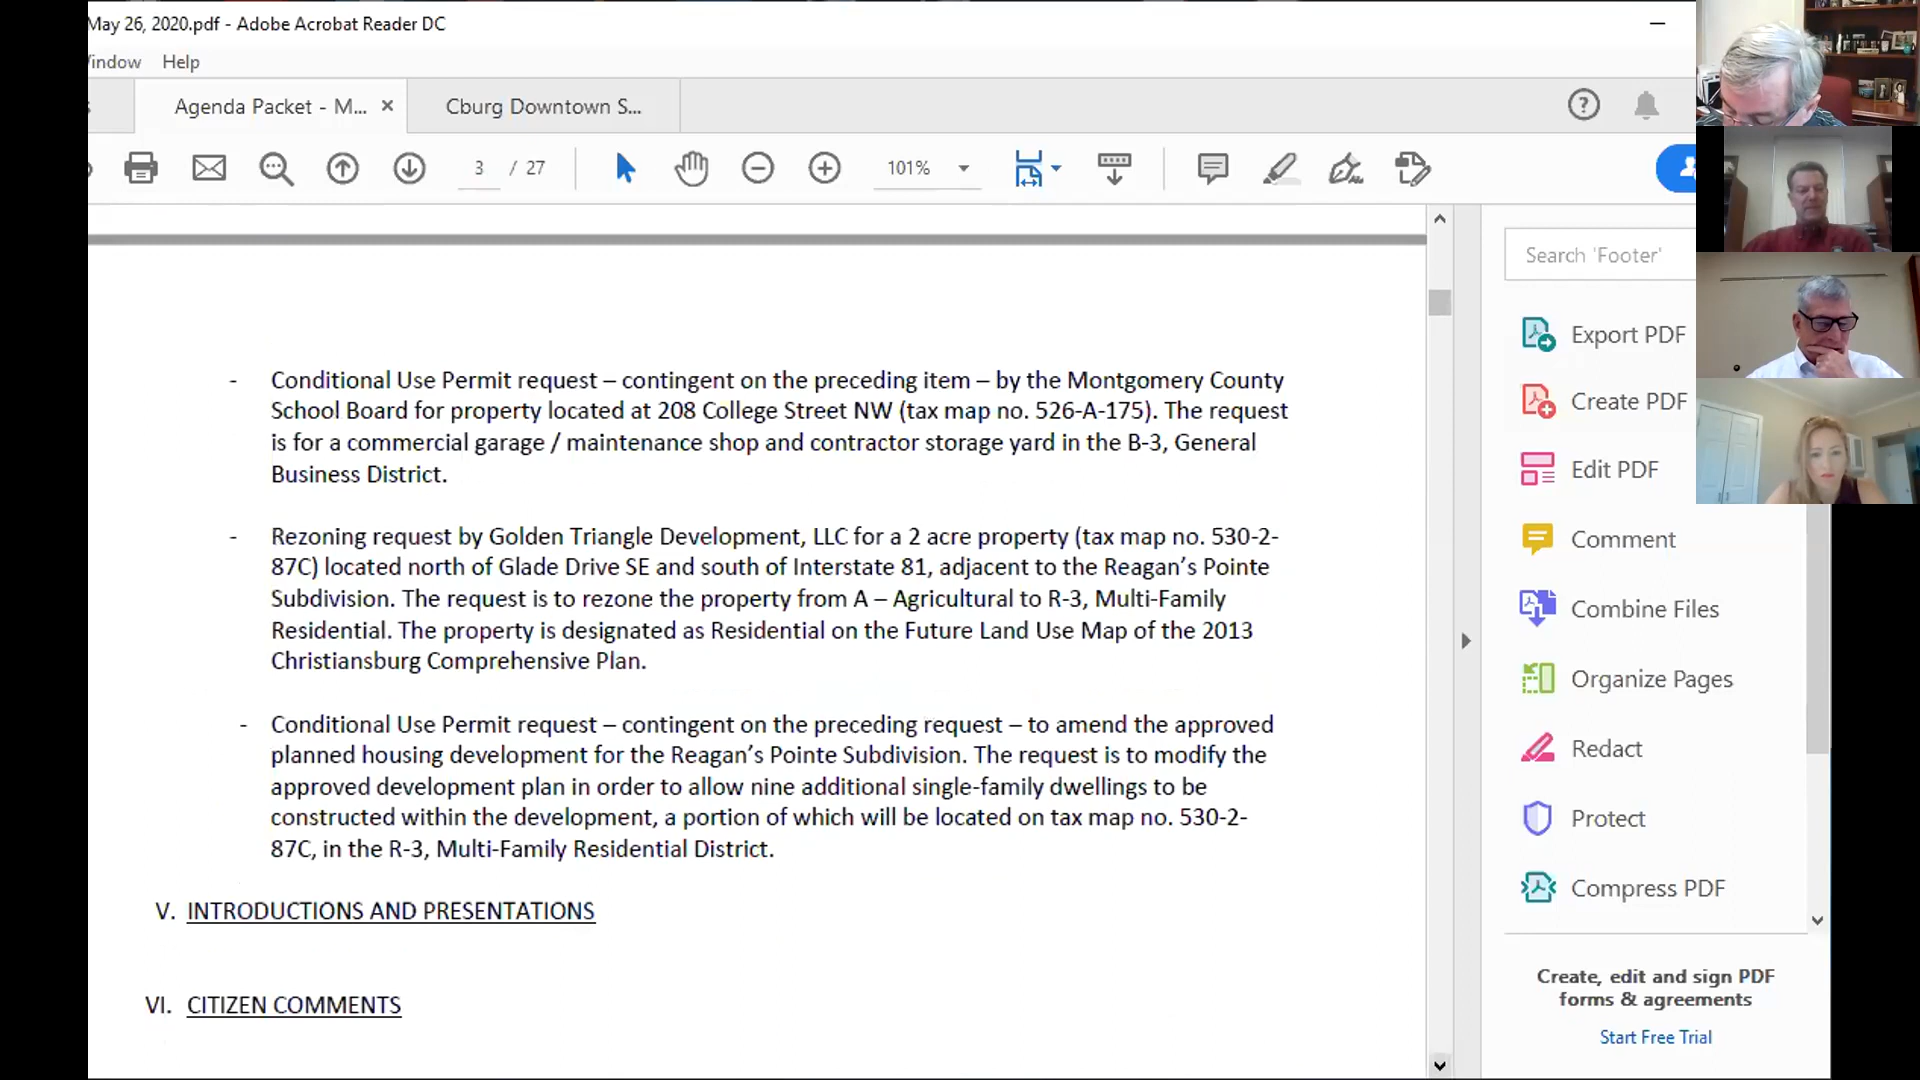 May 26, 2020.pdf - Adobe Acrobat Reader DC
Window Help
Agenda Packet - M...
Cburg Downtown S...
3 / 27
101%
Search 'Footer'
- Conditional Use Permit request – contingent on the preceding item – by the Montgomery County
School Board for property located at 208 College Street NW (tax map no. 526-A-175). The request
is for a commercial garage / maintenance shop and contractor storage yard in the B-3, General
Business District.
- Rezoning request by Golden Triangle Development, LLC for a 2 acre property (tax map no. 530-2-
87C) located north of Glade Drive SE and south of Interstate 81, adjacent to the Reagan's Pointe
Subdivision. The request is to rezone the property from A – Agricultural to R-3, Multi-Family
Residential. The property is designated as Residential on the Future Land Use Map of the 2013
Christiansburg Comprehensive Plan.
- Conditional Use Permit request – contingent on the preceding request – to amend the approved
planned housing development for the Reagan's Pointe Subdivision. The request is to modify the
approved development plan in order to allow nine additional single-family dwellings to be
constructed within the development, a portion of which will be located on tax map no. 530-2-
87C, in the R-3, Multi-Family Residential District.
V. INTRODUCTIONS AND PRESENTATIONS
VI. CITIZEN COMMENTS
Export PDF
Create PDF
Edit PDF
Comment
Combine Files
Organize Pages
Redact
Protect
Compress PDF
Create, edit and sign PDF
forms & agreements
Start Free Trial